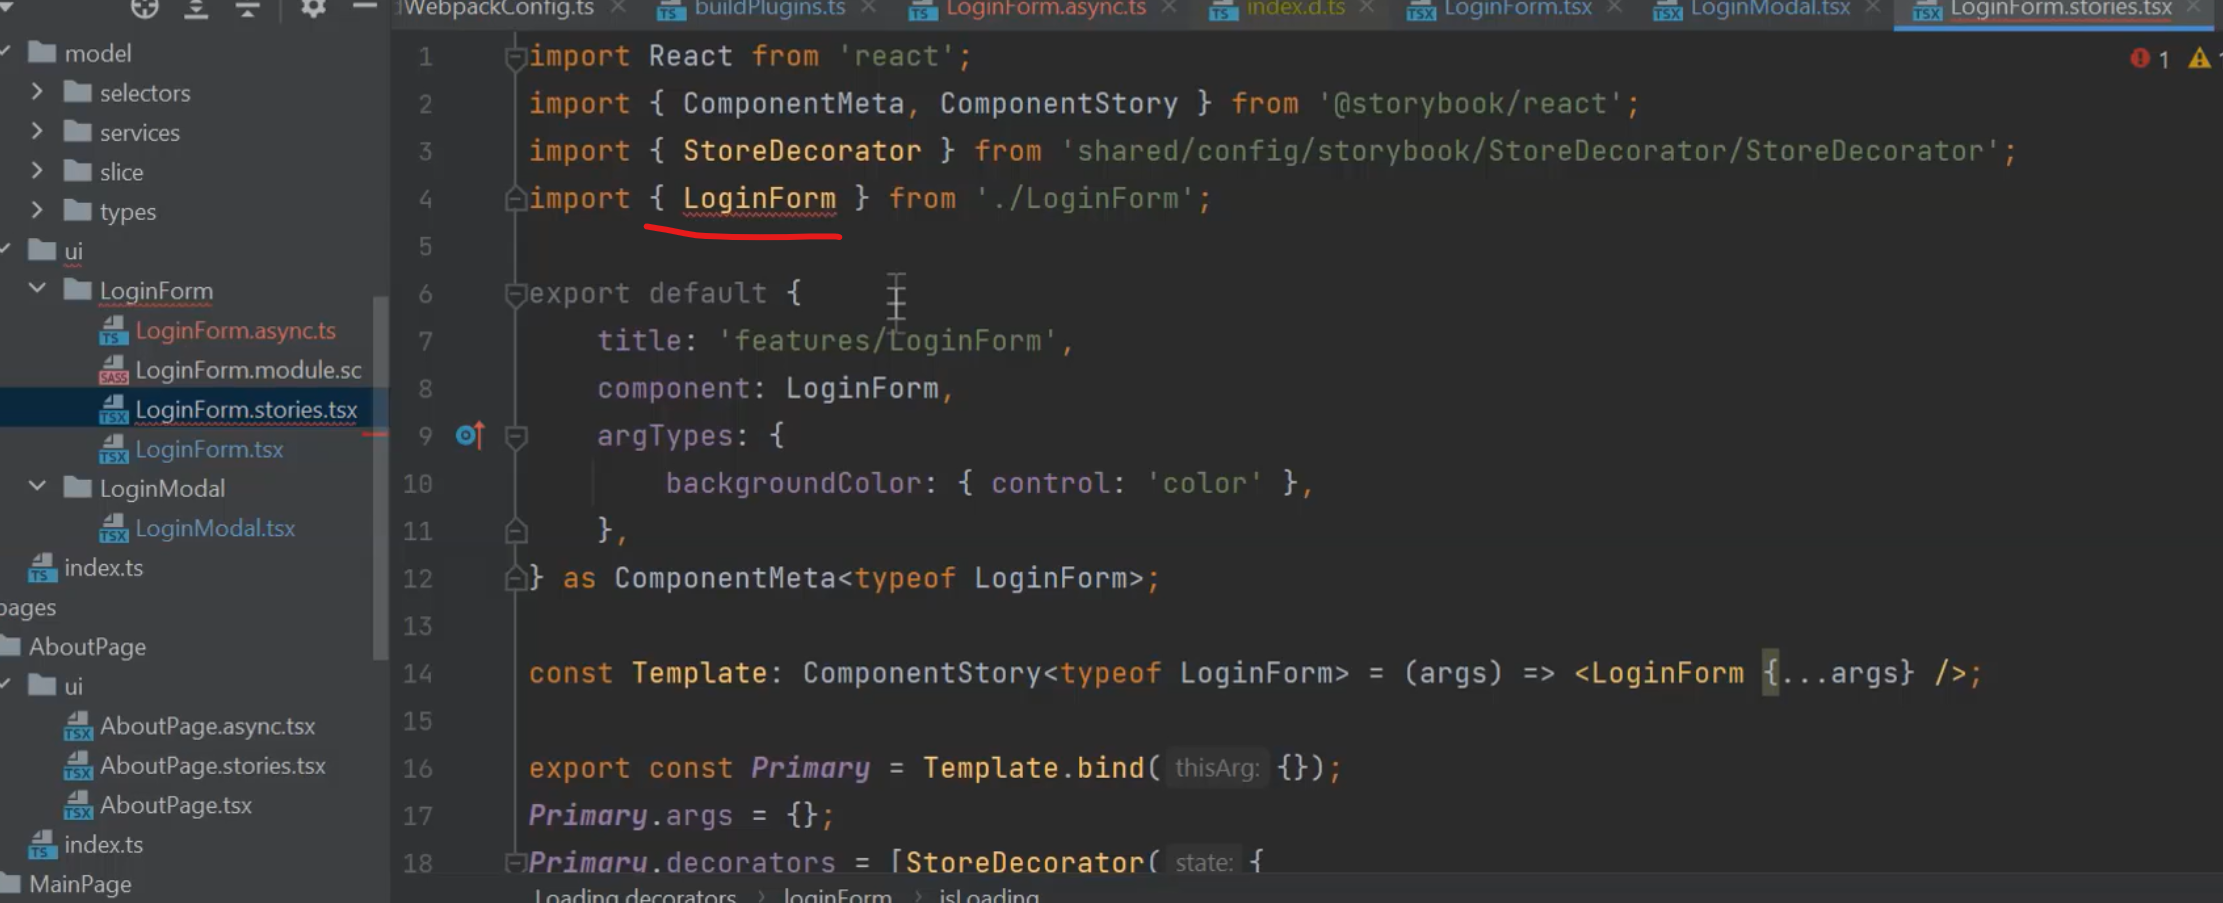 dWebpackConfig.ts
buildPlugins.ts
LoginForm.async.ts
index.d.ts
LoginForm.tsx
LoginModal.tsx
LoginForm.stories.tsx
model
selectors
services
slice
types
ui
LoginForm
LoginForm.async.ts
LoginForm.module.sc
LoginForm.stories.tsx
LoginForm.tsx
LoginModal
LoginModal.tsx
index.ts
pages
AboutPage
ui
AboutPage.async.tsx
AboutPage.stories.tsx
AboutPage.tsx
index.ts
MainPage
1 import React from 'react';
2 import { ComponentMeta, ComponentStory } from '@storybook/react';
3 import { StoreDecorator } from 'shared/config/storybook/StoreDecorator/StoreDecorator';
4 import { LoginForm } from './LoginForm';
5
6 export default {
7 title: 'features/LoginForm',
8 component: LoginForm,
9 argTypes: {
10 backgroundColor: { control: 'color' },
11 },
12 } as ComponentMeta<typeof LoginForm>;
13
14 const Template: ComponentStory<typeof LoginForm> = (args) => <LoginForm {...args} />;
15
16 export const Primary = Template.bind( thisArg: {});
17 Primary.args = {};
18 Primary.decorators = [StoreDecorator( state: {
1
Loading.decorators > loginForm > isLoading